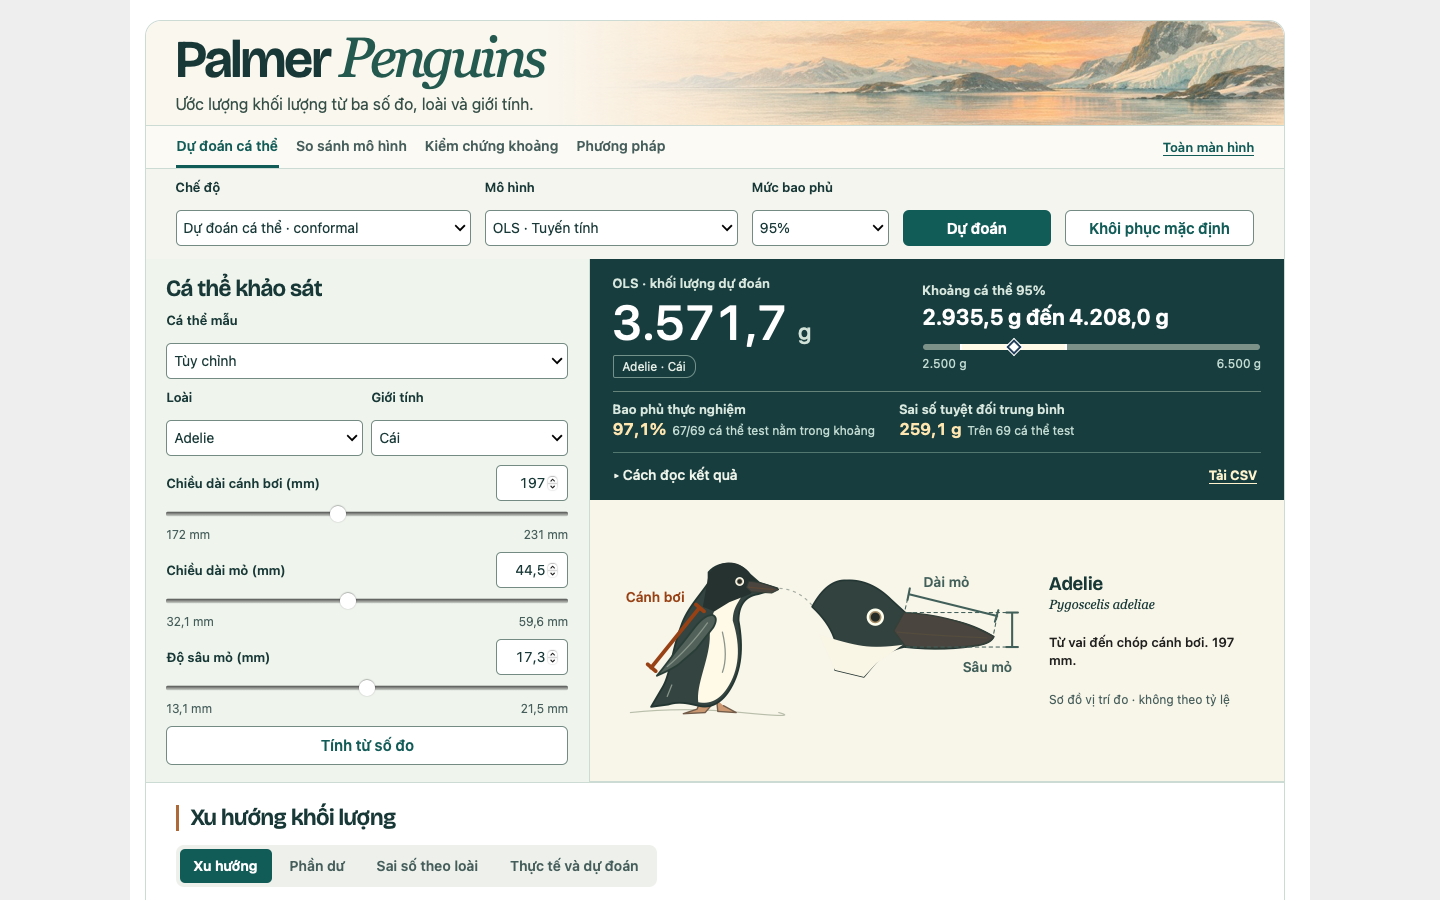 Palmer Penguins
Ước lượng khối lượng từ ba số đo, loài và giới tính.
Dự đoán cá thể
So sánh mô hình
Kiểm chứng khoảng
Phương pháp
Toàn màn hình
Chế độ
Mô hình
Mức bao phủ
Dự đoán cá thể · conformal
OLS · Tuyến tính
95%
Dự đoán
Khôi phục mặc định
Cá thể khảo sát
Cá thể mẫu
Tùy chỉnh
Loài
Giới tính
Adelie
Cái
Chiều dài cánh bơi (mm)
197
172 mm
231 mm
Chiều dài mỏ (mm)
44,5
32,1 mm
59,6 mm
Độ sâu mỏ (mm)
17,3
13,1 mm
21,5 mm
Tính từ số đo
OLS · khối lượng dự đoán
3.571,7 g
Adelie · Cái
Khoảng cá thể 95%
2.935,5 g đến 4.208,0 g
2.500 g
6.500 g
Bao phủ thực nghiệm
97,1% 67/69 cá thể test nằm trong khoảng
Sai số tuyệt đối trung bình
259,1 g Trên 69 cá thể test
Cách đọc kết quả
Tải CSV
Cánh bơi
Dài mỏ
Sâu mỏ
Adelie
Pygoscelis adeliae
Từ vai đến chóp cánh bơi. 197
mm.
Sơ đồ vị trí đo · không theo tỷ lệ
Xu hướng khối lượng
Xu hướng
Phần dư
Sai số theo loài
Thực tế và dự đoán